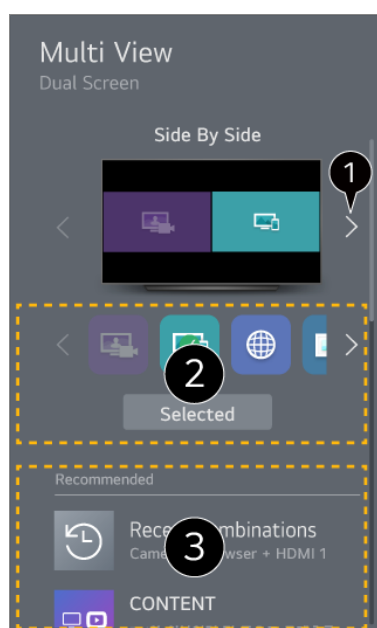 Multi View
Dual Screen
Side By Side
1
2
Selected
Recommended
3
HDMI 1
CONTENT